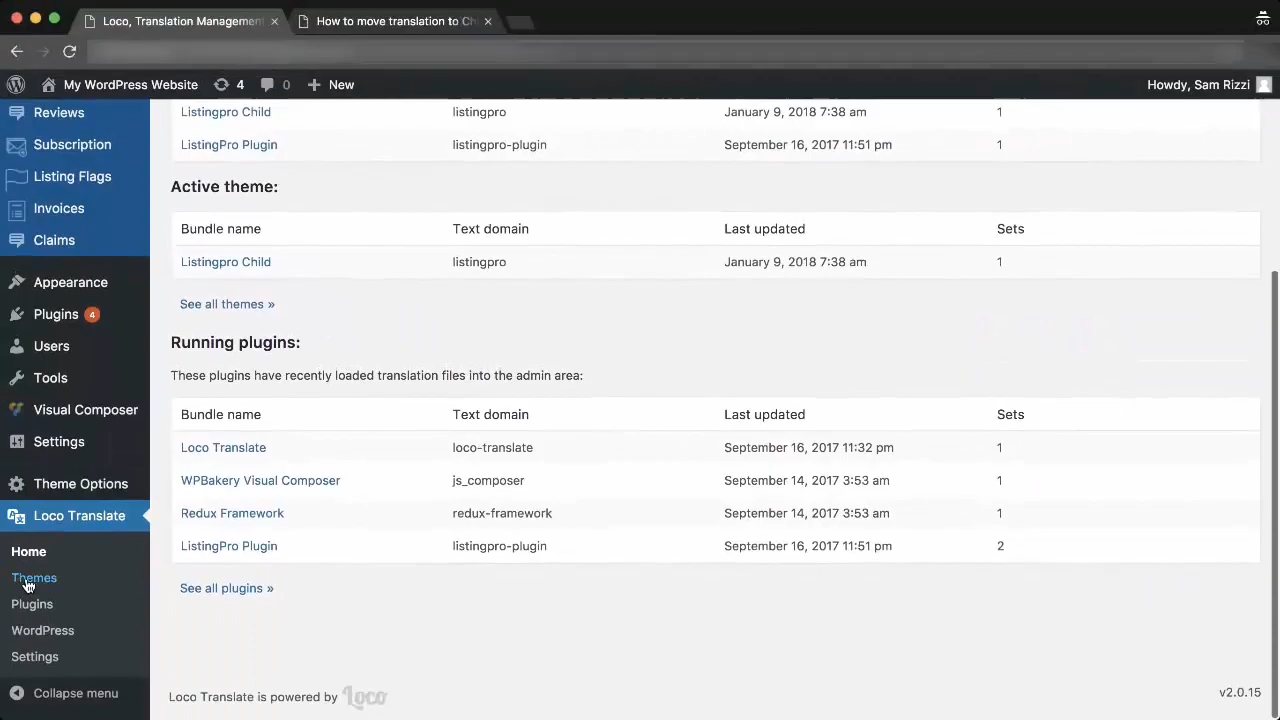 Loco, Translation Management
How to move translation to Ch
My WordPress Website
4
0
New
Howdy, Sam Rizzi
Reviews
Subscription
Listing Flags
Invoices
Claims
Appearance
Plugins 4
Users
Tools
Visual Composer
Settings
Theme Options
Loco Translate
Home
Themes
Plugins
WordPress
Settings
Collapse menu
Listingpro Child listingpro January 9, 2018 7:38 am 1
ListingPro Plugin listingpro-plugin September 16, 2017 11:51 pm 1
Active theme:
Bundle name Text domain Last updated Sets
Listingpro Child listingpro January 9, 2018 7:38 am 1
See all themes »
Running plugins:
These plugins have recently loaded translation files into the admin area:
Bundle name Text domain Last updated Sets
Loco Translate loco-translate September 16, 2017 11:32 pm 1
WPBakery Visual Composer js_composer September 14, 2017 3:53 am 1
Redux Framework redux-framework September 14, 2017 3:53 am 1
ListingPro Plugin listingpro-plugin September 16, 2017 11:51 pm 2
See all plugins »
Loco Translate is powered by Loco
v2.0.15